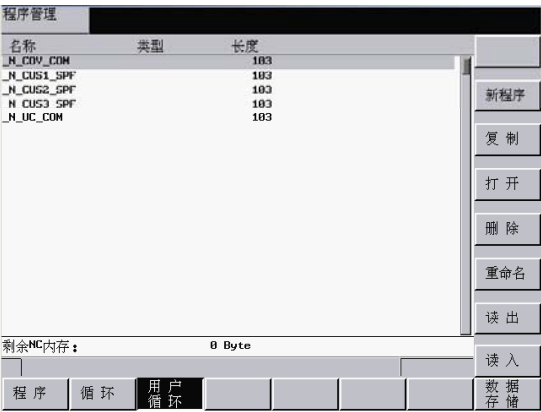 程序管理
名称 类型 长度
_N_COV_COM 103
_N_CUS1_SPF 103
_N_CUS2_SPF 103
N CUS3 SPF 103
_N_UC_COM 103
剩余NC内存: 0 Byte
新程序
复制
打开
删除
重命名
读出
读入
程序
循环
用户
循环
数据
存储